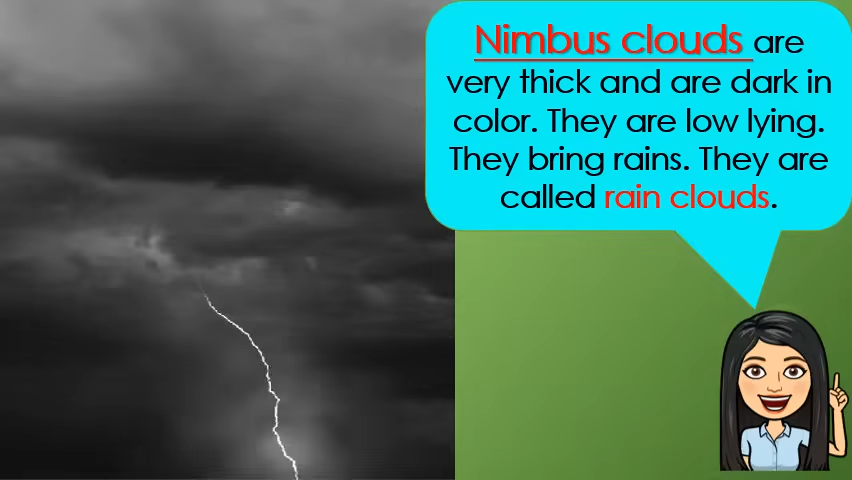 Nimbus clouds are
very thick and are dark in
color. They are low lying.
They bring rains. They are
called rain clouds.